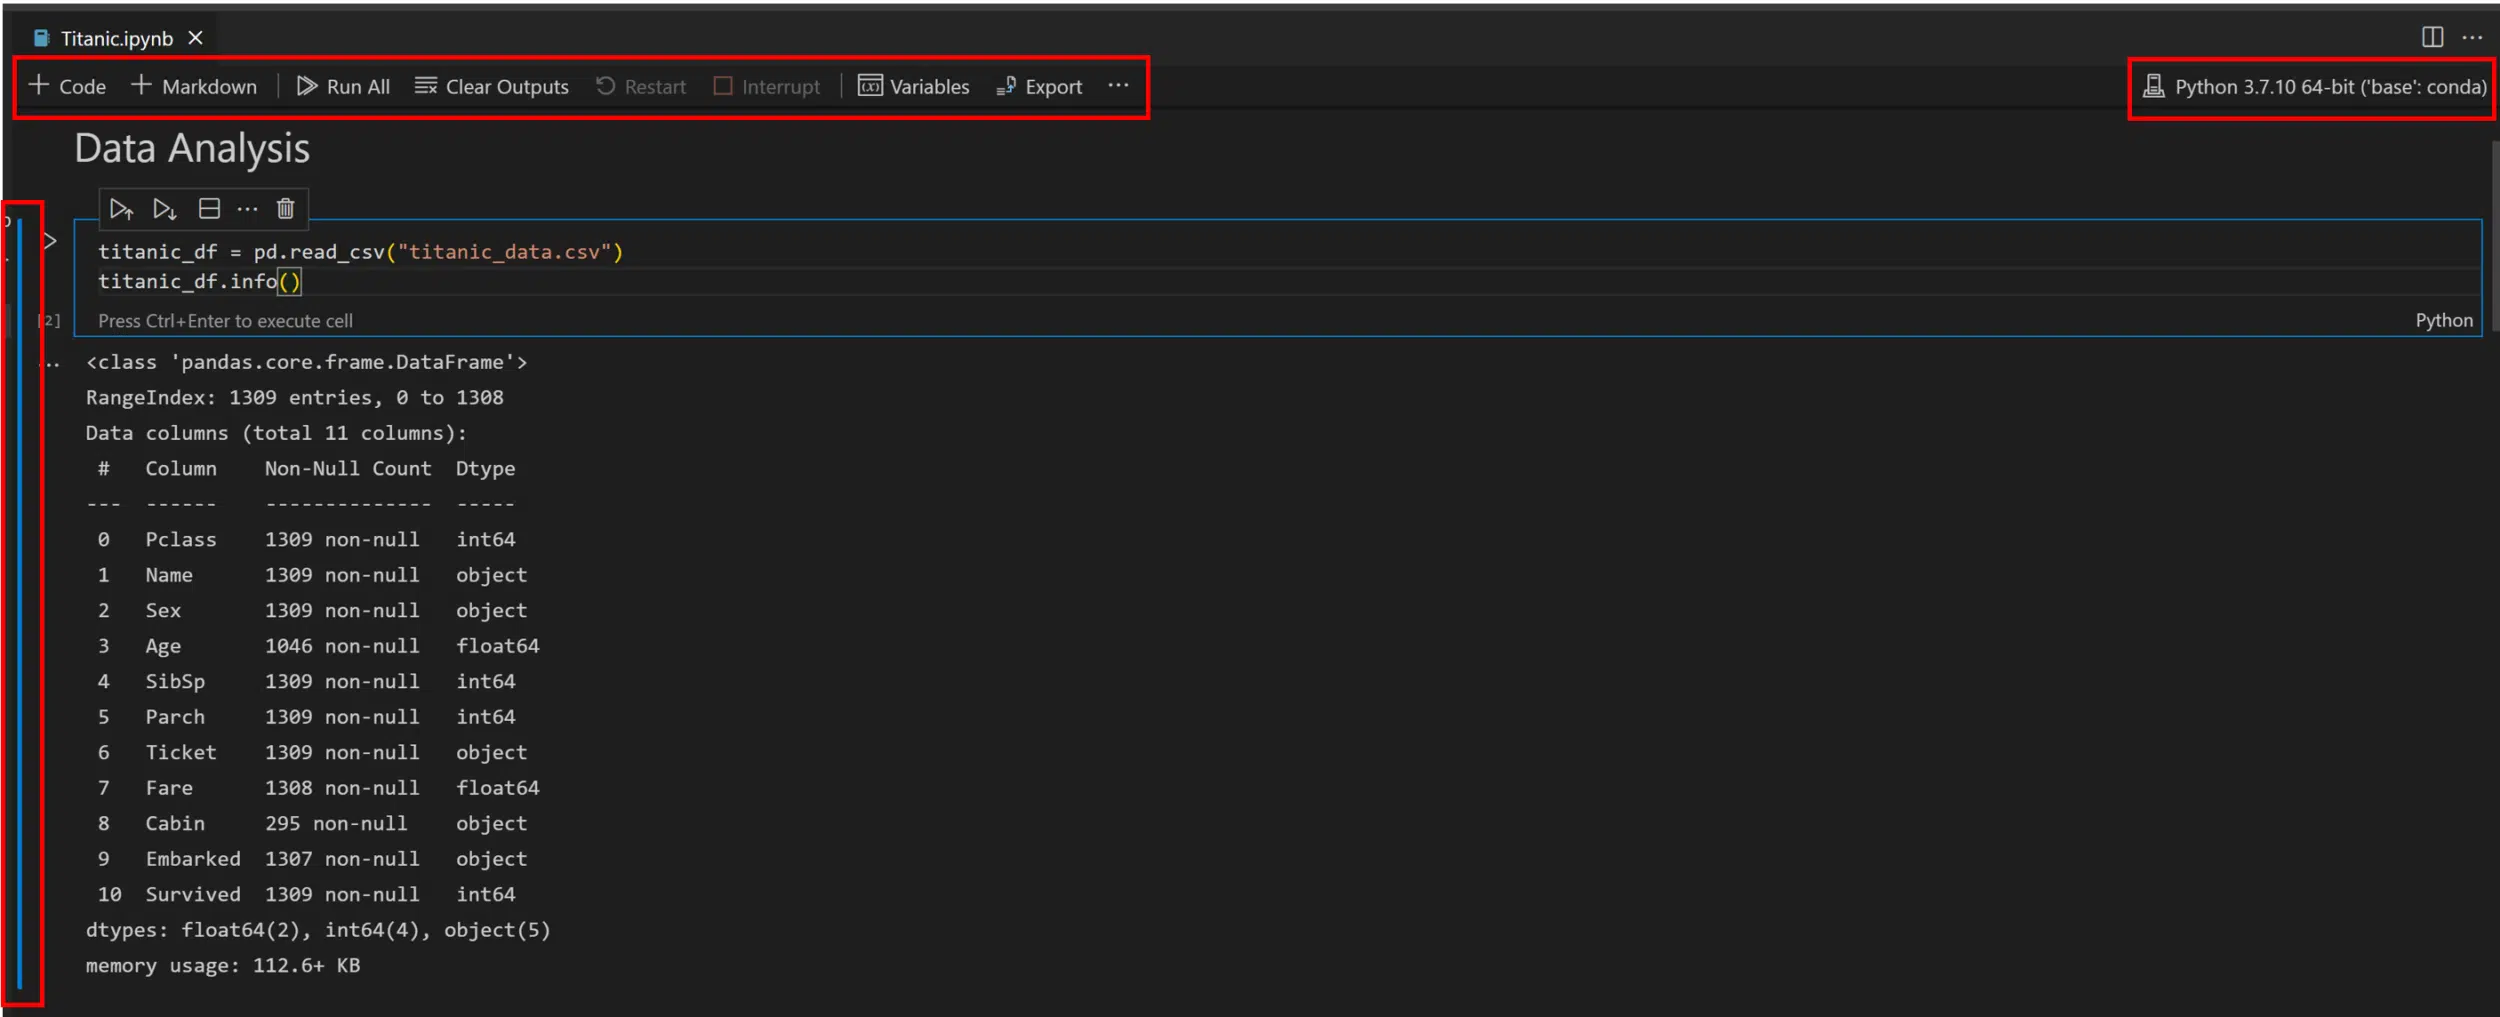 Titanic.ipynb
Code Markdown Run All Clear Outputs Restart Interrupt Variables Export ... Python 3.7.10 64-bit ('base': conda)
Data Analysis
titanic_df = pd.read_csv("titanic_data.csv")
titanic_df.info()
[2] Press Ctrl+Enter to execute cell Python
<class 'pandas.core.frame.DataFrame'>
RangeIndex: 1309 entries, 0 to 1308
Data columns (total 11 columns):
 #   Column    Non-Null Count  Dtype
---  ------    --------------  -----
 0   Pclass    1309 non-null   int64
 1   Name      1309 non-null   object
 2   Sex       1309 non-null   object
 3   Age       1046 non-null   float64
 4   SibSp     1309 non-null   int64
 5   Parch     1309 non-null   int64
 6   Ticket    1309 non-null   object
 7   Fare      1308 non-null   float64
 8   Cabin     295 non-null    object
 9   Embarked  1307 non-null   object
 10  Survived  1309 non-null   int64
dtypes: float64(2), int64(4), object(5)
memory usage: 112.6+ KB